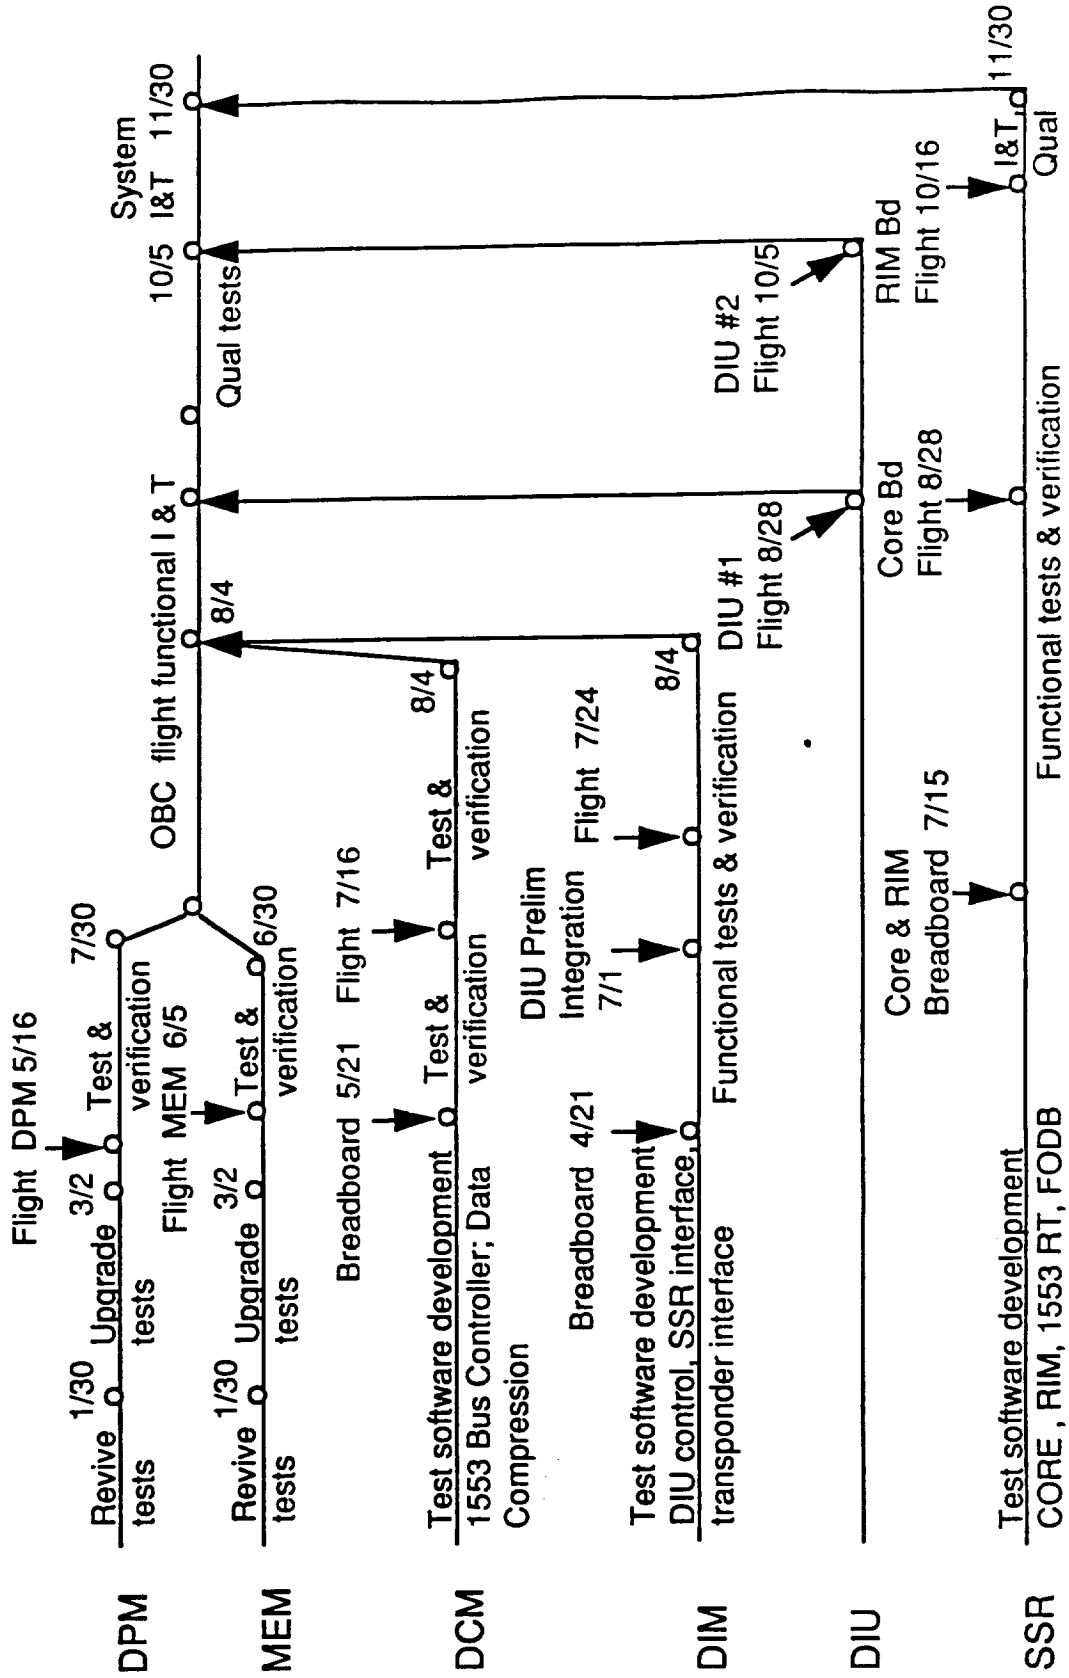 DPM
Revive
tests
1/30
Upgrade
tests
3/2
Flight DPM 5/16
Test &
verification
7/30
OBC flight functional I & T
8/4
Qual tests
10/5
System
I&T
11/30
MEM
Revive
tests
1/30
Upgrade
tests
3/2
Flight MEM 6/5
Test &
verification
6/30
DCM
Test software development
1553 Bus Controller; Data
Compression
Breadboard 5/21
Test &
verification
Flight 7/16
Test &
verification
8/4
DIM
Test software development
DIU control, SSR interface,
transponder interface
Breadboard 4/21
DIU Prelim
Integration
7/1
Flight 7/24
Functional tests & verification
8/4
DIU
DIU #1
Flight 8/28
DIU #2
Flight 10/5
SSR
Test software development
CORE , RIM, 1553 RT, FODB
Core & RIM
Breadboard 7/15
Functional tests & verification
Core Bd
Flight 8/28
RIM Bd
Flight 10/16
I&T,
Qual
11/30